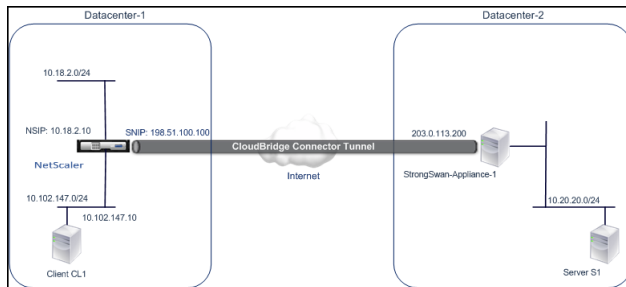 Datacenter-1
Datacenter-2
10.18.2.0/24
NSIP: 10.18.2.10
SNIP: 198.51.100.100
203.0.113.200
CloudBridge Connector Tunnel
NetScaler
Internet
StrongSwan-Appliance-1
10.102.147.0/24
10.20.20.0/24
10.102.147.10
Client CL1
Server S1